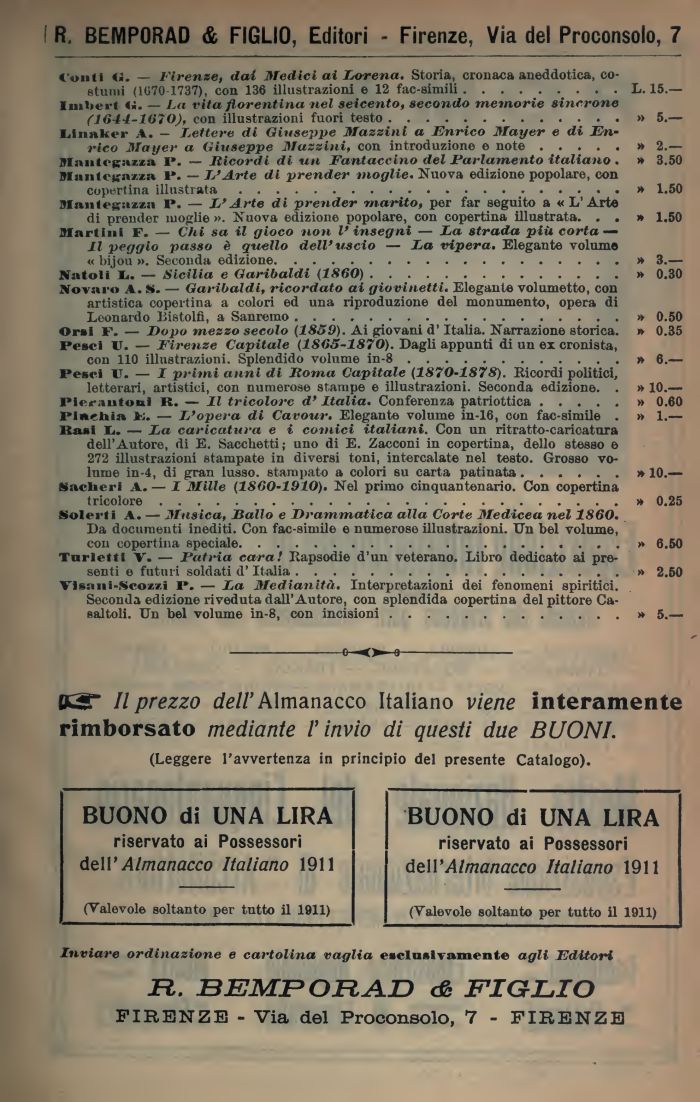 R. BEMPORAD & FIGLIO, Editori - Firenze, Via del Proconsolo, 7
Conti G. — Firenze, dai Medici ai Lorena. Storia, cronaca aneddotica, co-
stumi (1670-1737), con 136 illustrazioni e 12 fac-simili . . . . . . . . L. 15.—
Imbert G. — La vita fiorentina nel seicento, secondo memorie sincrone
(1644-1670), con illustrazioni fuori testo . . . . . . . . . . . . » 5.—
Linaker A. — Lettere di Giuseppe Mazzini a Enrico Mayer e di En-
rico Mayer a Giuseppe Mazzini, con introduzione e note . . . . . » 2.—
Mantegazza P. — Ricordi di un Fantaccino del Parlamento italiano . » 3.50
Mantegazza P. — L'Arte di prender moglie. Nuova edizione popolare, con
copertina illustrata . . . . . . . . . . . . . . . . . . . » 1.50
Mantegazza P. — L'Arte di prender marito, per far seguito a « L'Arte
di prender moglie ». Nuova edizione popolare, con copertina illustrata. . . » 1.50
Martini F. — Chi sa il gioco non l'insegni — La strada più corta —
Il peggio passo è quello dell'uscio — La vipera. Elegante volume
« bijou ». Seconda edizione. . . . . . . . . . . . . . . . . . » 3.—
Natoli L. — Sicilia e Garibaldi (1860) . . . . . . . . . . . . . » 0.30
Novaro A. S. — Garibaldi, ricordato ai giovinetti. Elegante volumetto, con
artistica copertina a colori ed una riproduzione del monumento, opera di
Leonardo Bistolfi, a Sanremo . . . . . . . . . . . . . . . . » 0.50
Orsi F. — Dopo mezzo secolo (1859). Ai giovani d'Italia. Narrazione storica. » 0.35
Pesci U. — Firenze Capitale (1865-1870). Dagli appunti di un ex cronista,
con 110 illustrazioni. Splendido volume in-8 . . . . . . . . . . . » 6.—
Pesci U. — I primi anni di Roma Capitale (1870-1878). Ricordi politici,
letterari, artistici, con numerose stampe e illustrazioni. Seconda edizione. . » 10.—
Pierantoni R. — Il tricolore d'Italia. Conferenza patriottica . . . . . » 0.60
Pinchia E. — L'opera di Cavour. Elegante volume in-16, con fac-simile . » 1.—
Rasi L. — La caricatura e i comici italiani. Con un ritratto-caricatura
dell'Autore, di E. Sacchetti; uno di E. Zacconi in copertina, dello stesso e
272 illustrazioni stampate in diversi toni, intercalate nel testo. Grosso vo-
lume in-4, di gran lusso. stampato a colori su carta patinata . . . . . . » 10.—
Sacheri A. — I Mille (1860-1910). Nel primo cinquantenario. Con copertina
tricolore . . . . . . . . . . . . . . . . . . . . . . . » 0.25
Solerti A. — Musica, Ballo e Drammatica alla Corte Medicea nel 1860.
Da documenti inediti. Con fac-simile e numerose illustrazioni. Un bel volume,
con copertina speciale. . . . . . . . . . . . . . . . . . . . » 6.50
Turletti V. — Patria cara! Rapsodie d'un veterano. Libro dedicato ai pre-
senti e futuri soldati d'Italia . . . . . . . . . . . . . . . . . » 2.50
Visani-Scozzi P. — La Medianità. Interpretazioni dei fenomeni spiritici.
Seconda edizione riveduta dall'Autore, con splendida copertina del pittore Ca-
saltoli. Un bel volume in-8, con incisioni . . . . . . . . . . . . » 5.—
Il prezzo dell'Almanacco Italiano viene interamente
rimborsato mediante l'invio di questi due BUONI.
(Leggere l'avvertenza in principio del presente Catalogo).
BUONO di UNA LIRA
riservato ai Possessori
dell'Almanacco Italiano 1911
(Valevole soltanto per tutto il 1911)
BUONO di UNA LIRA
riservato ai Possessori
dell'Almanacco Italiano 1911
(Valevole soltanto per tutto il 1911)
Inviare ordinazione e cartolina vaglia esclusivamente agli Editori
R. BEMPORAD & FIGLIO
FIRENZE - Via del Proconsolo, 7 - FIRENZE